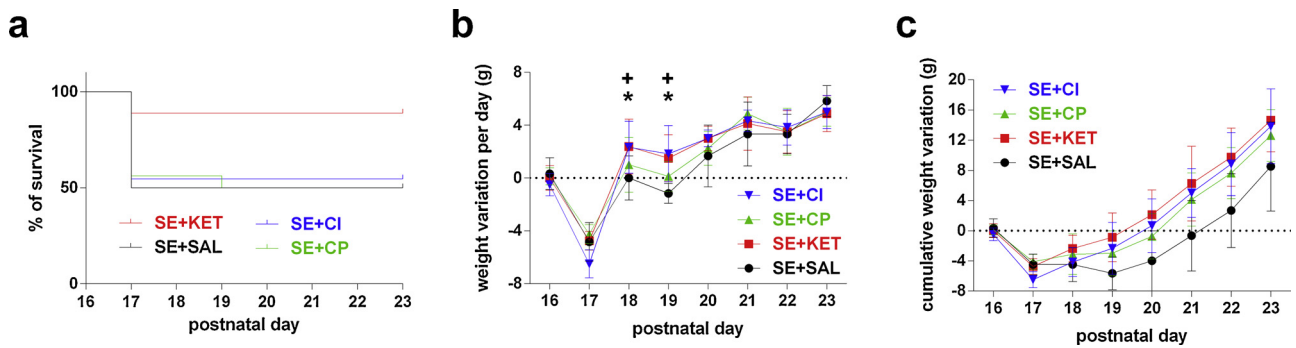 a
% of survival
100
50
0
SE+KET
SE+CI
SE+SAL
SE+CP
16 17 18 19 20 21 22 23
postnatal day
b
weight variation per day (g)
8
4
0
-4
-8
+ +
* *
SE+CI
SE+CP
SE+KET
SE+SAL
16 17 18 19 20 21 22 23
postnatal day
c
cumulative weight variation (g)
20
16
12
8
4
0
-4
-8
SE+CI
SE+CP
SE+KET
SE+SAL
16 17 18 19 20 21 22 23
postnatal day